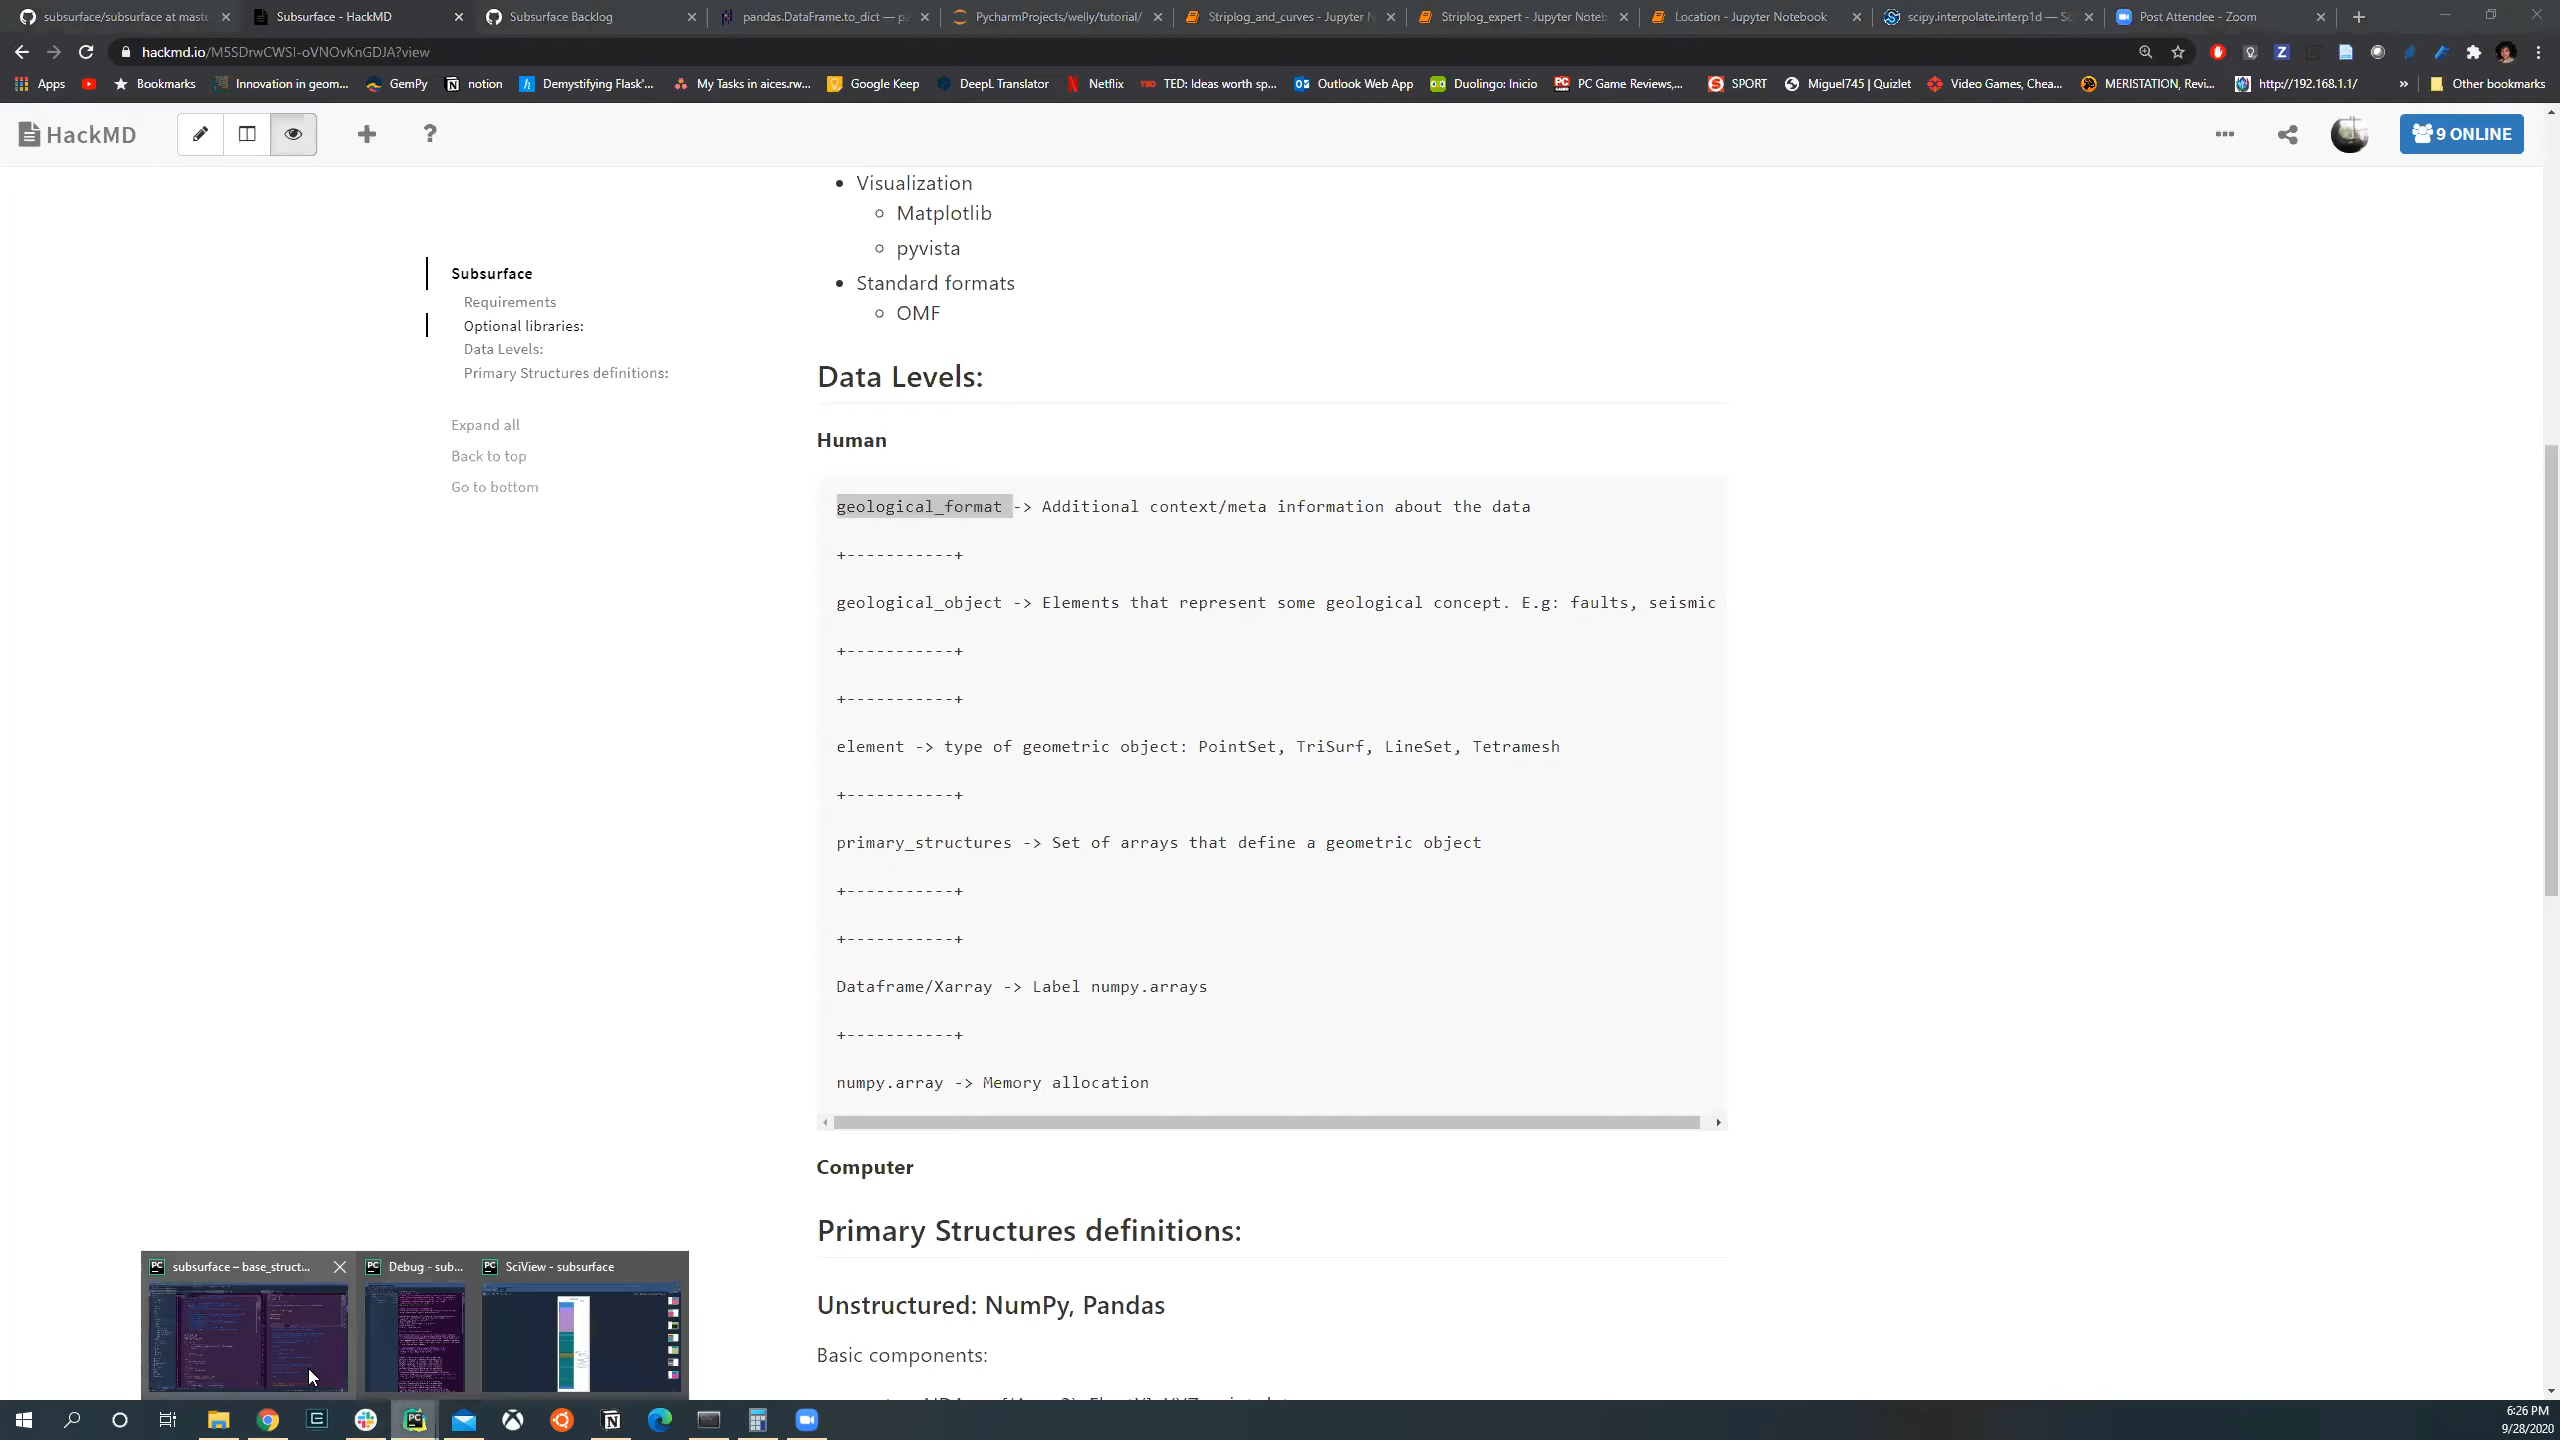 subsurface/subsurface at maste
Subsurface - HackMD
Subsurface Backlog
pandas.DataFrame.to_dict — pa
PycharmProjects/welly/tutorial/
Striplog_and_curves - Jupyter N
Striplog_expert - Jupyter Noteb
Location - Jupyter Notebook
scipy.interpolate.interp1d — Sc
Post Attendee - Zoom
hackmd.io/M5SDrwCWSI-oVNOvKnGDJA?view
Apps
Bookmarks
Innovation in geom...
GemPy
notion
Demystifying Flask'...
My Tasks in aices.rw...
Google Keep
DeepL Translator
Netflix
TED: Ideas worth sp...
Outlook Web App
Duolingo: Inicio
PC Game Reviews,...
SPORT
Miguel745 | Quizlet
Video Games, Chea...
MERISTATION, Revi...
http://192.168.1.1/
»
Other bookmarks
HackMD
9 ONLINE
Subsurface
Requirements
Optional libraries:
Data Levels:
Primary Structures definitions:
Expand all
Back to top
Go to bottom
Visualization
Matplotlib
pyvista
Standard formats
OMF
Data Levels:
Human
geological_format -> Additional context/meta information about the data
+-----------+
geological_object -> Elements that represent some geological concept. E.g: faults, seismic
+-----------+
+-----------+
element -> type of geometric object: PointSet, TriSurf, LineSet, Tetramesh
+-----------+
primary_structures -> Set of arrays that define a geometric object
+-----------+
+-----------+
Dataframe/Xarray -> Label numpy.arrays
+-----------+
numpy.array -> Memory allocation
Computer
Primary Structures definitions:
Unstructured: NumPy, Pandas
Basic components:
subsurface – base_struct...
Debug - sub...
SciView - subsurface
6:26 PM
9/28/2020